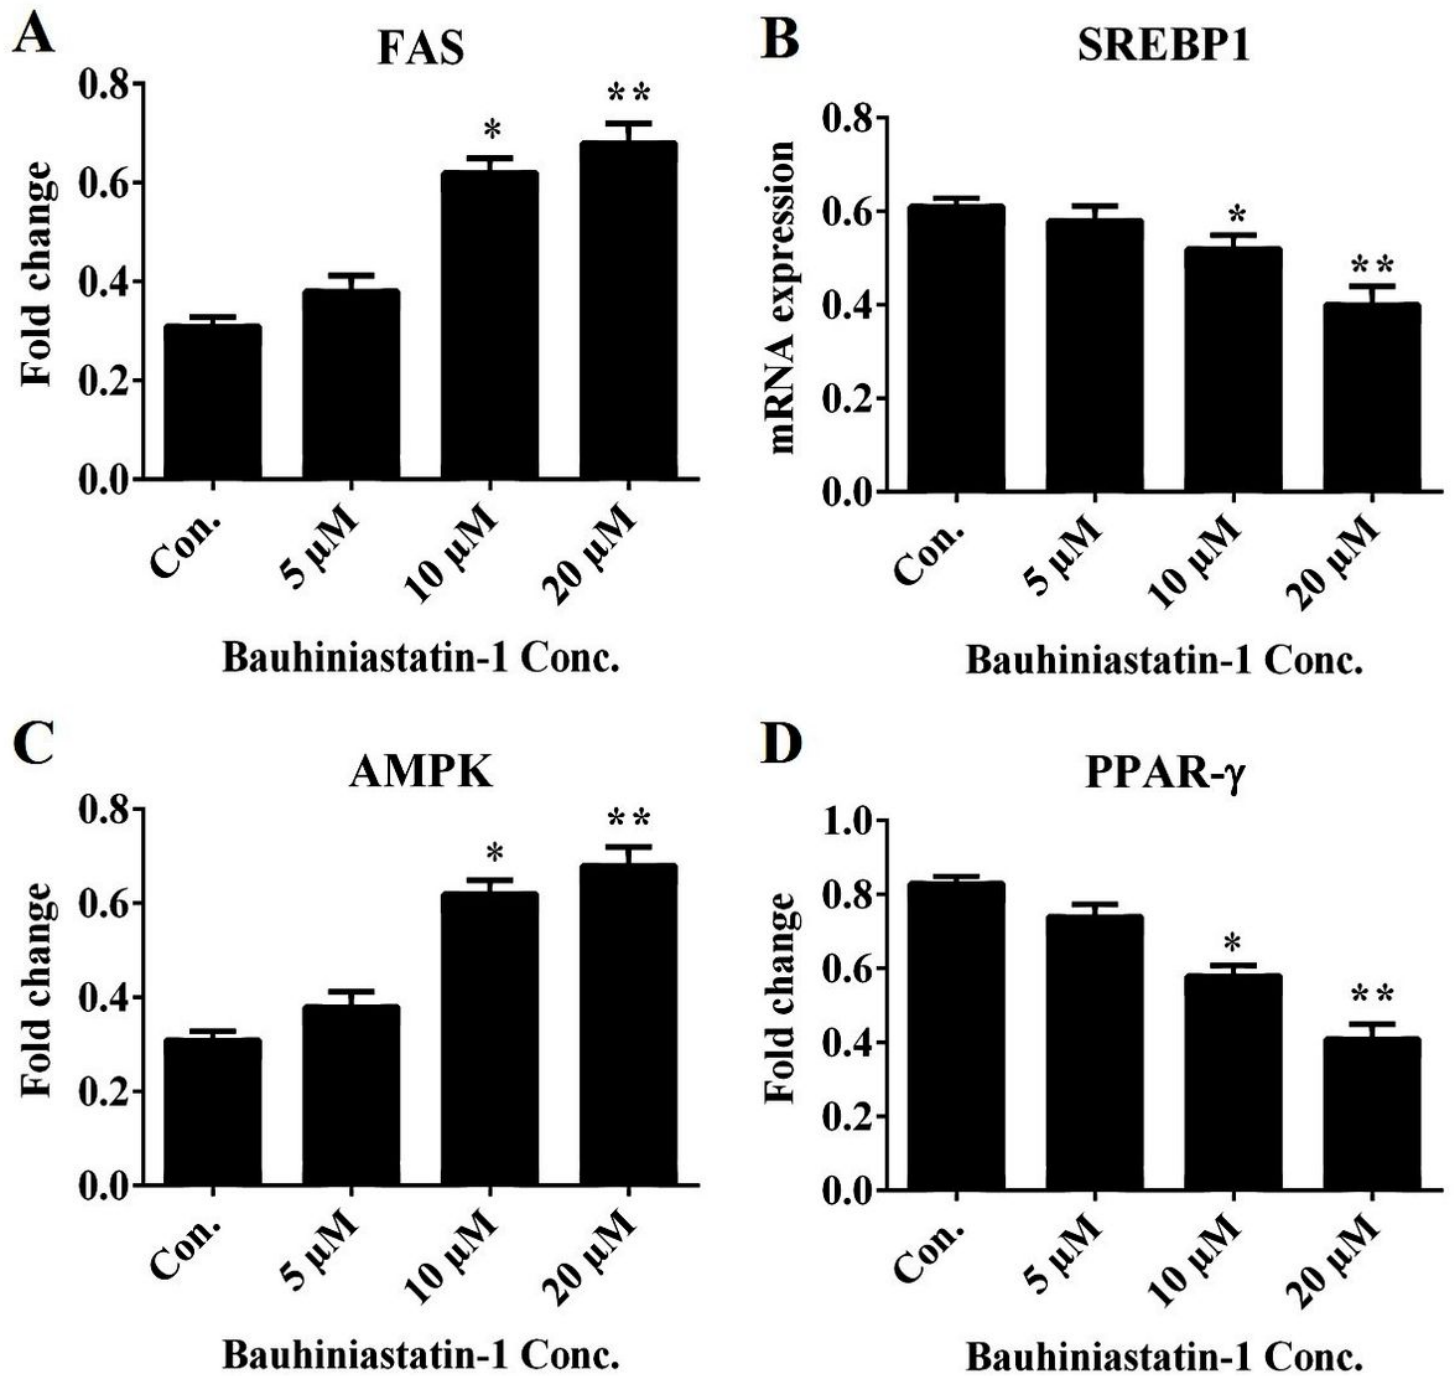 A
FAS
Fold change
0.8
0.6
0.4
0.2
0.0
*
**
Con.
5 µM
10 µM
20 µM
Bauhiniastatin-1 Conc.
B
SREBP1
mRNA expression
0.8
0.6
0.4
0.2
0.0
*
**
Con.
5 µM
10 µM
20 µM
Bauhiniastatin-1 Conc.
C
AMPK
Fold change
0.8
0.6
0.4
0.2
0.0
*
**
Con.
5 µM
10 µM
20 µM
Bauhiniastatin-1 Conc.
D
PPAR-γ
Fold change
1.0
0.8
0.6
0.4
0.2
0.0
*
**
Con.
5 µM
10 µM
20 µM
Bauhiniastatin-1 Conc.